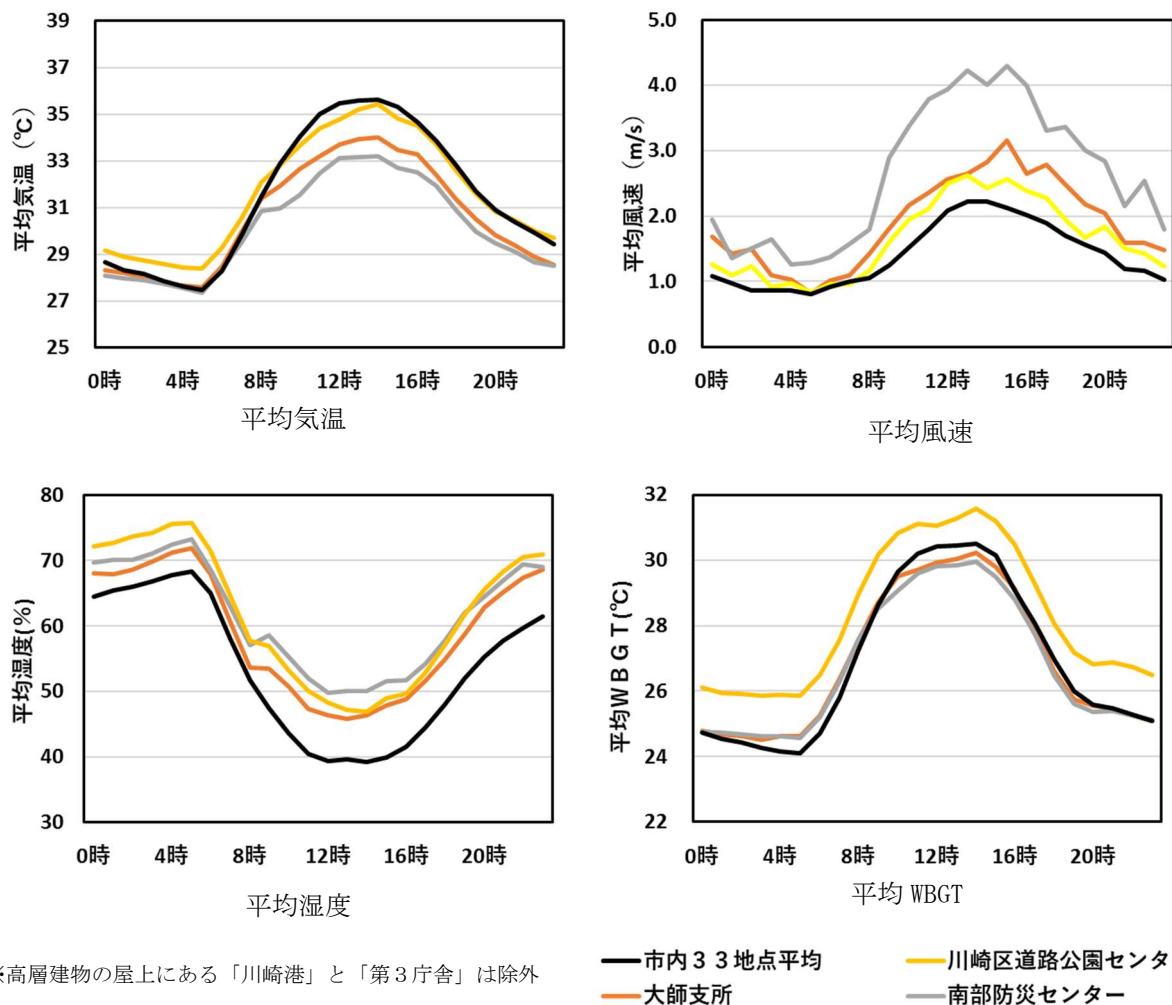 39
37
35
33
31
29
27
25
平均気温（℃）
0時 4時 8時 12時 16時 20時
平均気温
5.0
4.0
3.0
2.0
1.0
0.0
平均風速（m/s）
0時 4時 8時 12時 16時 20時
平均風速
80
70
60
50
40
30
平均湿度(%)
0時 4時 8時 12時 16時 20時
平均湿度
32
30
28
26
24
22
平均ＷＢＧＴ(℃)
0時 4時 8時 12時 16時 20時
平均 WBGT
※高層建物の屋上にある「川崎港」と「第３庁舎」は除外
市内３３地点平均
川崎区道路公園センタ
大師支所
南部防災センター